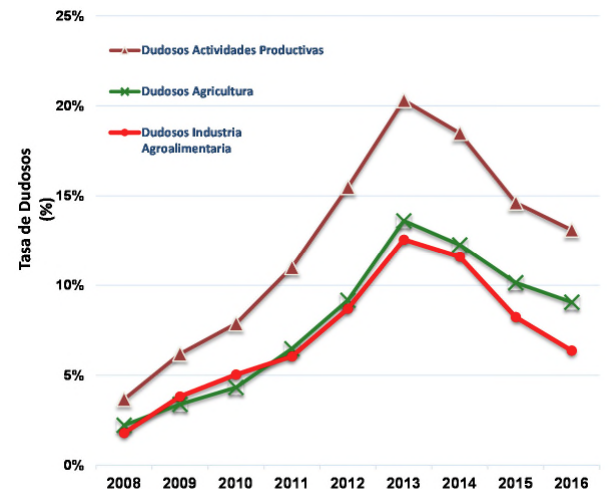 25%
Dudosos Actividades Productivas
Dudosos Agricultura
Dudosos Industria
Agroalimentaria
20%
15%
10%
5%
0%
Tasa de Dudosos
(%)
2008 2009 2010 2011 2012 2013 2014 2015 2016